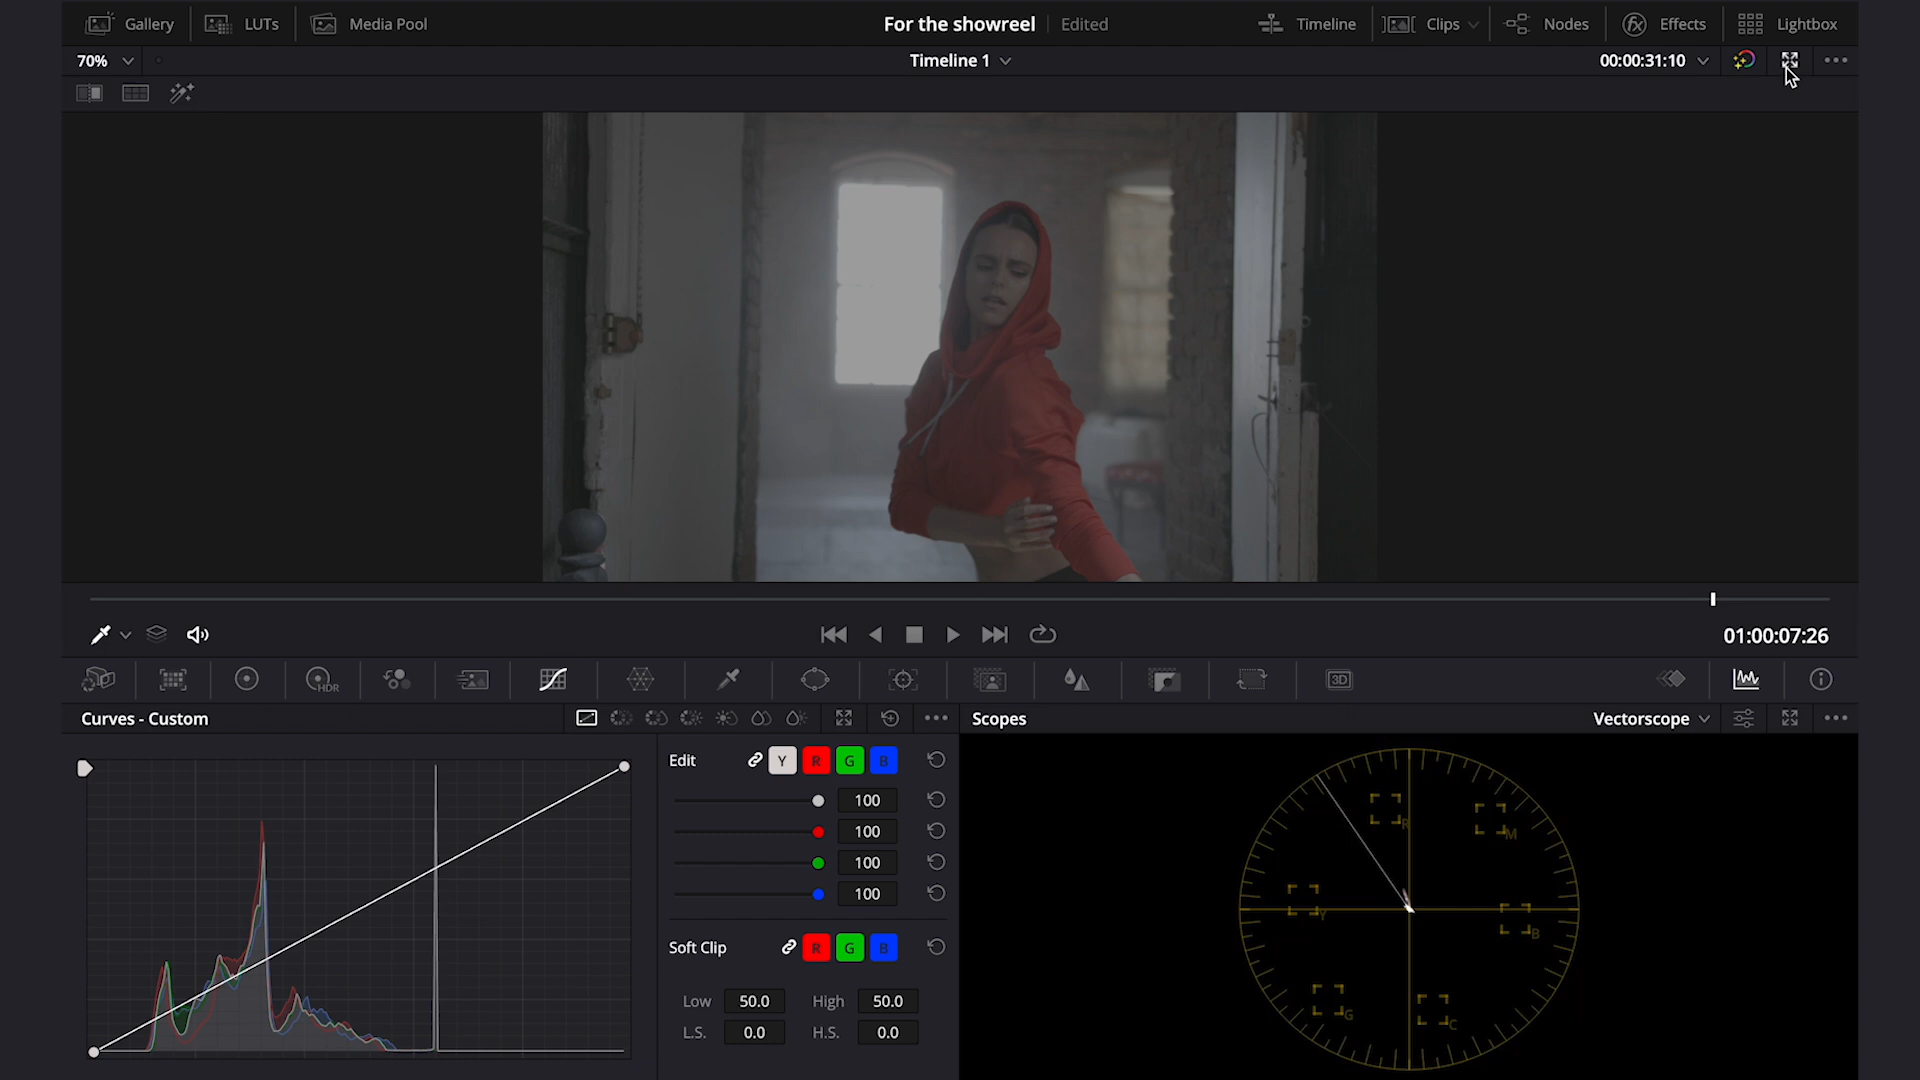 Gallery LUTs Media Pool For the showreel Edited Timeline Clips Nodes Effects Lightbox
70% Timeline 1 00:00:31:10
01:00:07:26
HDR 3D
Curves - Custom Scopes Vectorscope
Edit Y R G B
100
100
100
100
Soft Clip R G B
Low 50.0 High 50.0
L.S. 0.0 H.S. 0.0
R M
Y B
G C